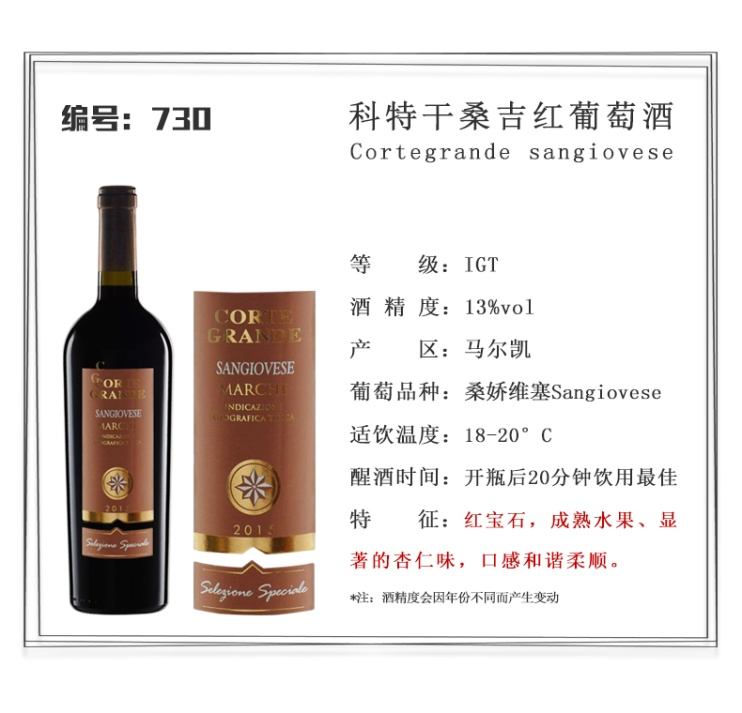 编号：730
科特干桑吉红葡萄酒
Cortegrande sangiovese
等 级：IGT
酒精度：13%vol
产 区：马尔凯
葡萄品种：桑娇维塞Sangiovese
适饮温度：18-20°C
醒酒时间：开瓶后20分钟饮用最佳
特 征：红宝石，成熟水果、显
著的杏仁味，口感和谐柔顺。
*注：酒精度会因年份不同而产生变动
CORTE
GRANDE
SANGIOVESE
MARCHE
INDICAZIONE
GEOGRAFICA TIPICA
2015
Selezione Speciale
CORTE
GRANDE
SANGIOVESE
MARCHE
INDICAZIONE
GEOGRAFICA TIPICA
Selezione Speciale